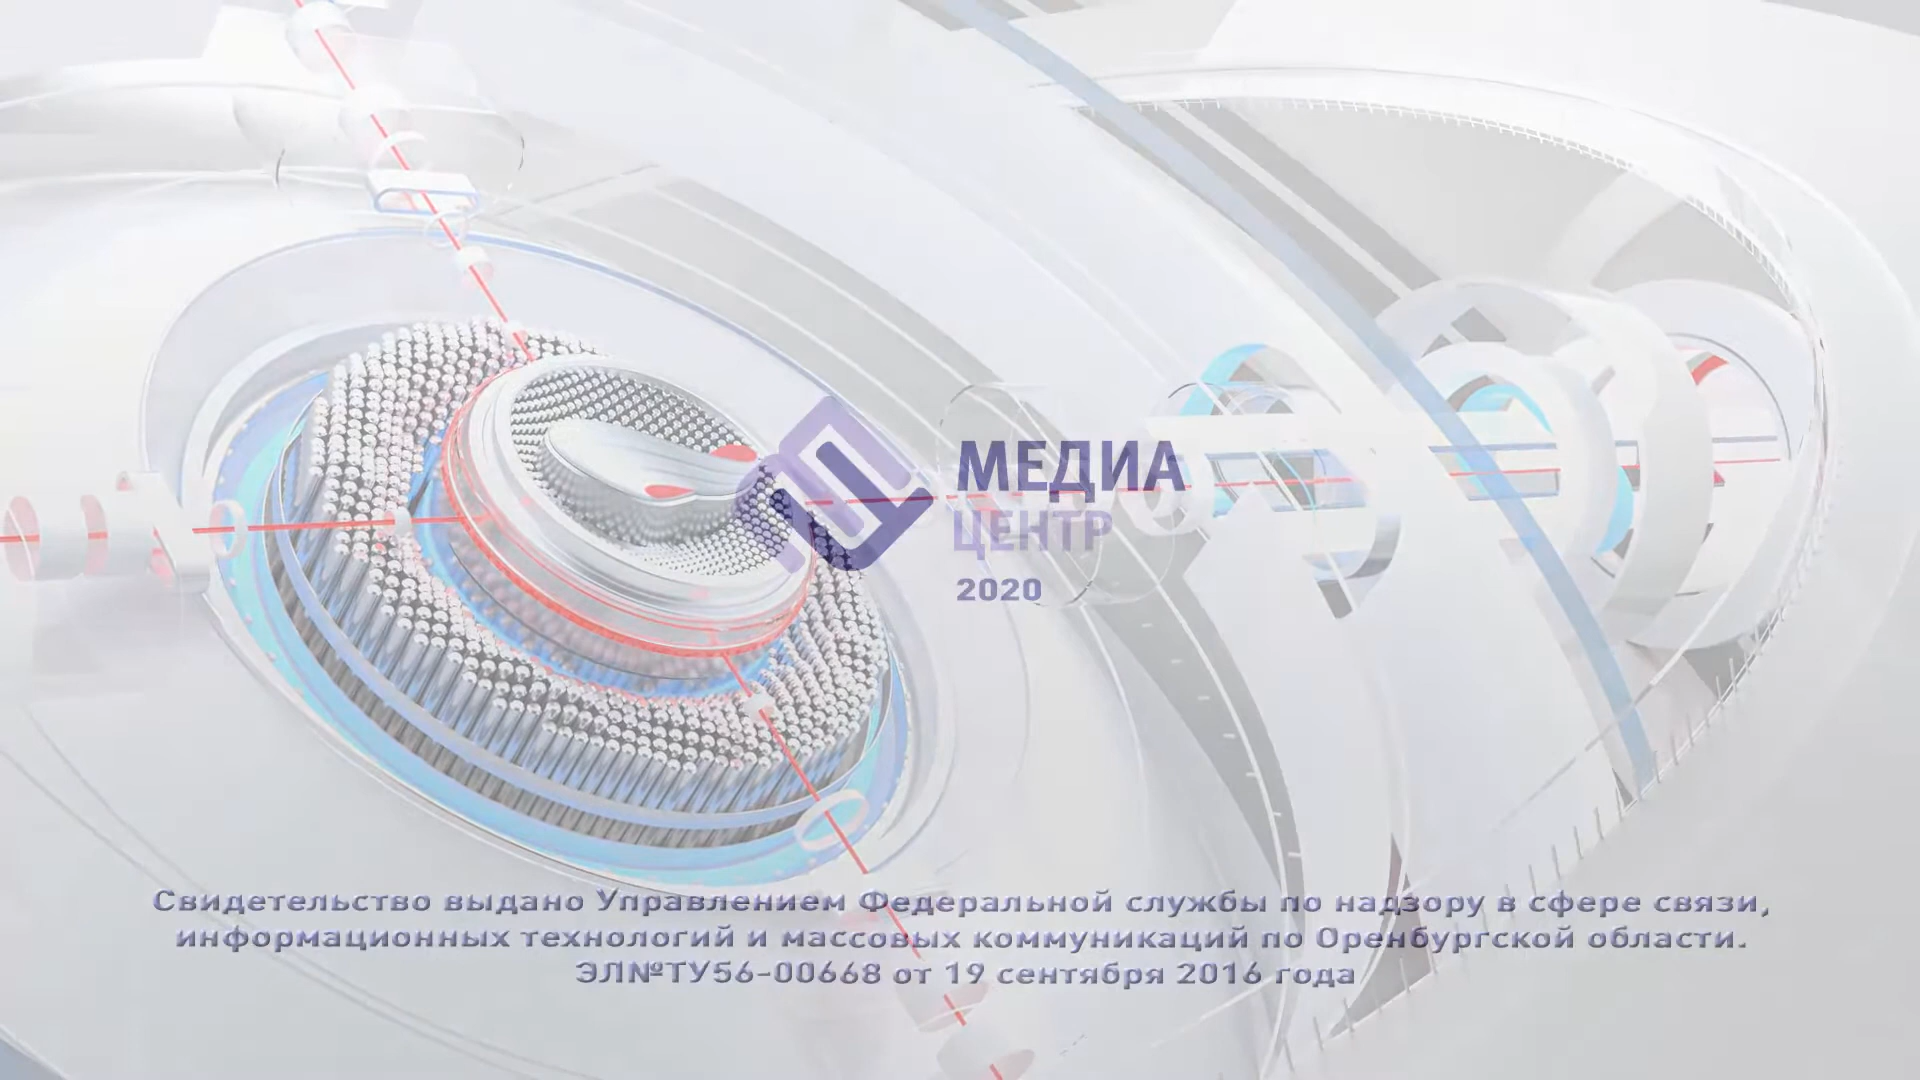 МЕДИА
ЦЕНТР
2020
Свидетельство выдано Управлением Федеральной службы по надзору в сфере связи,
информационных технологий и массовых коммуникаций по Оренбургской области.
ЭЛ№ТУ56-00668 от 19 сентября 2016 года